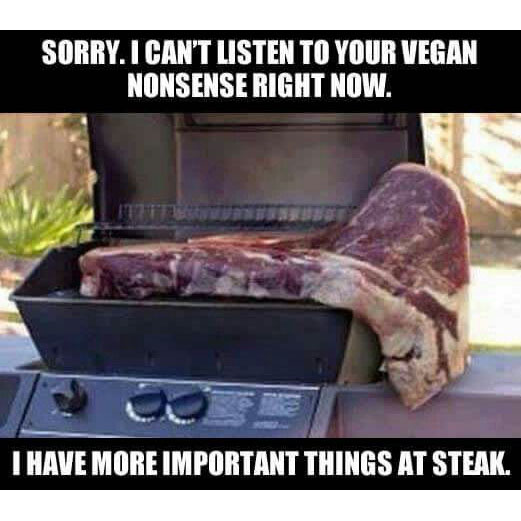 SORRY. I CAN'T LISTEN TO YOUR VEGAN
NONSENSE RIGHT NOW.
I HAVE MORE IMPORTANT THINGS AT STEAK.